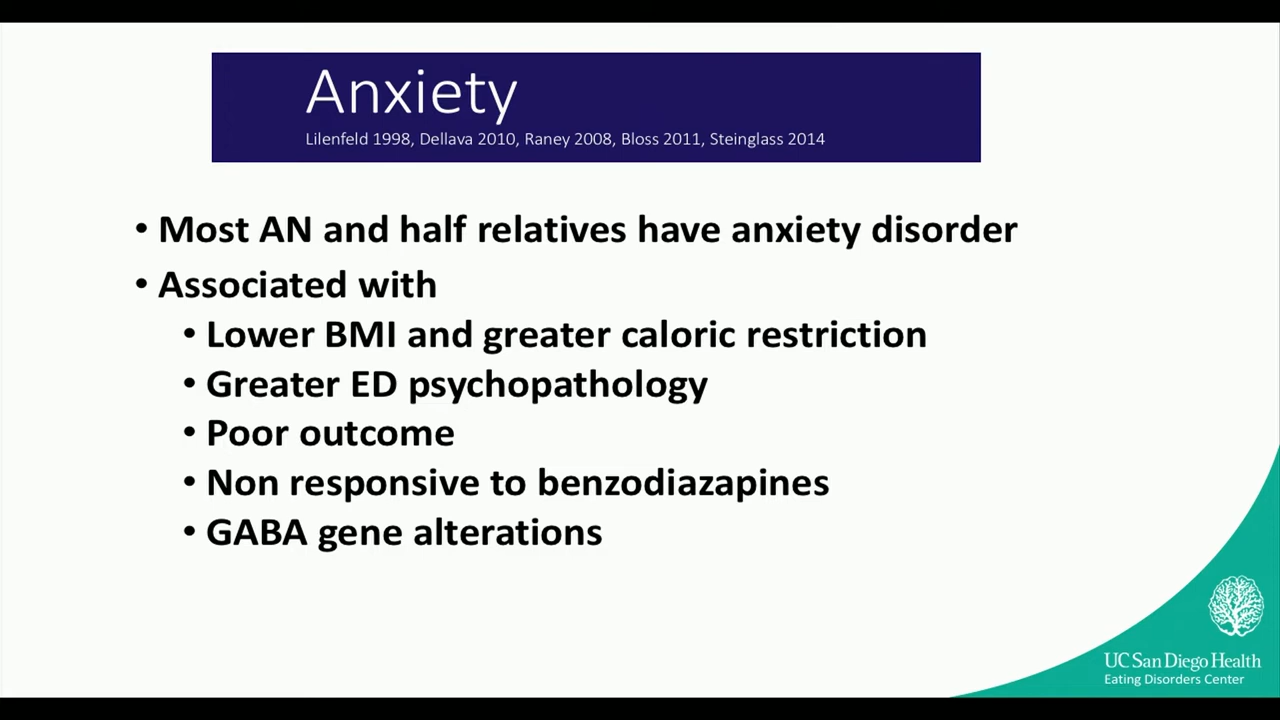 Anxiety
Lilenfeld 1998, Dellava 2010, Raney 2008, Bloss 2011, Steinglass 2014
• Most AN and half relatives have anxiety disorder
• Associated with
• Lower BMI and greater caloric restriction
• Greater ED psychopathology
• Poor outcome
• Non responsive to benzodiazapines
• GABA gene alterations
UC San Diego Health
Eating Disorders Center